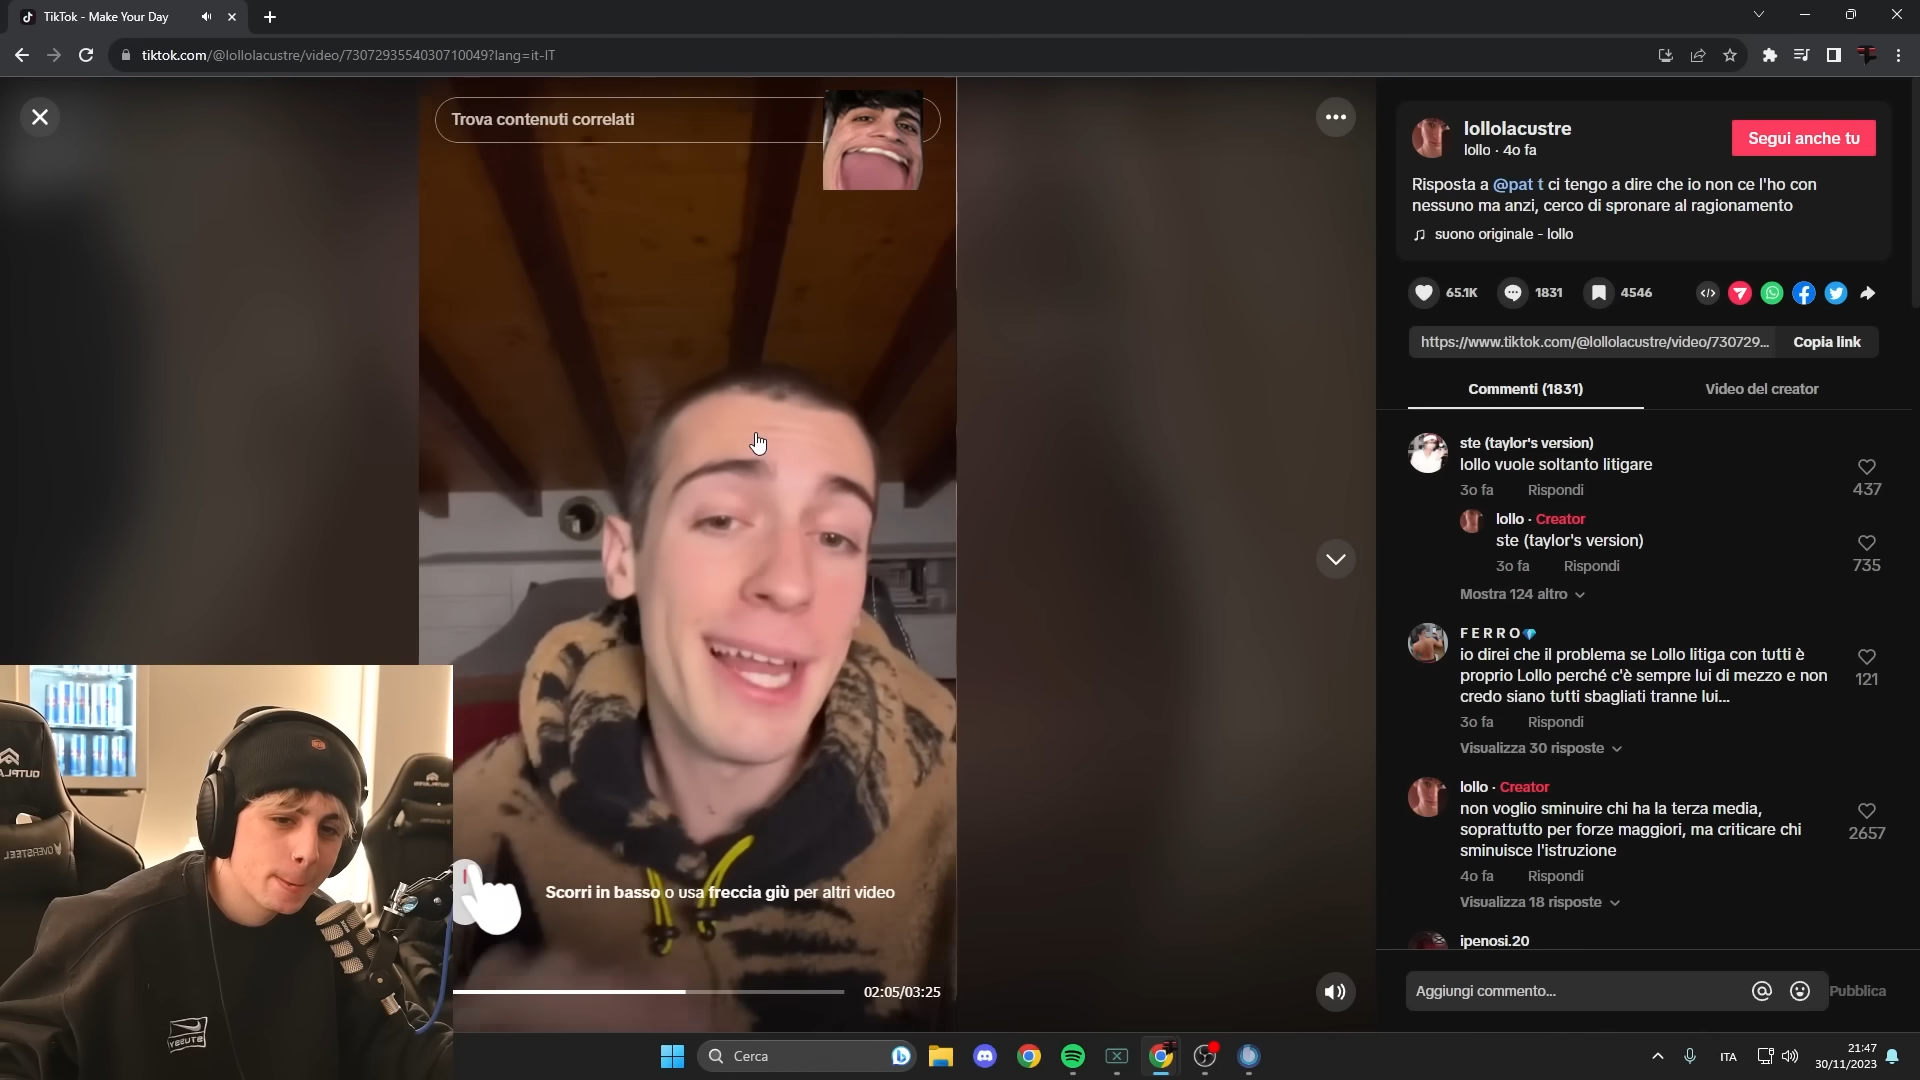 TikTok - Make Your Day
tiktok.com/@lollolacustre/video/7307293554030710049?lang=it-IT
Trova contenuti correlati
lollolacustre
lollo · 4o fa
Segui anche tu
Risposta a @pat t ci tengo a dire che io non ce l'ho con
nessuno ma anzi, cerco di spronare al ragionamento
suono originale - lollo
65.1K
1831
4546
https://www.tiktok.com/@lollolacustre/video/730729...
Copia link
Commenti (1831)
Video del creator
ste (taylor's version)
lollo vuole soltanto litigare
3o fa Rispondi
437
lollo · Creator
ste (taylor's version)
3o fa Rispondi
735
Mostra 124 altro
FERRO
io direi che il problema se Lollo litiga con tutti è
proprio Lollo perché c'è sempre lui di mezzo e non
credo siano tutti sbagliati tranne lui...
121
3o fa Rispondi
Visualizza 30 risposte
lollo · Creator
non voglio sminuire chi ha la terza media,
soprattutto per forze maggiori, ma criticare chi
sminuisce l'istruzione
2657
4o fa Rispondi
Visualizza 18 risposte
ipenosi.20
Aggiungi commento...
Pubblica
Scorri in basso o usa freccia giù per altri video
02:05/03:25
Cerca
ITA
21:47
30/11/2023